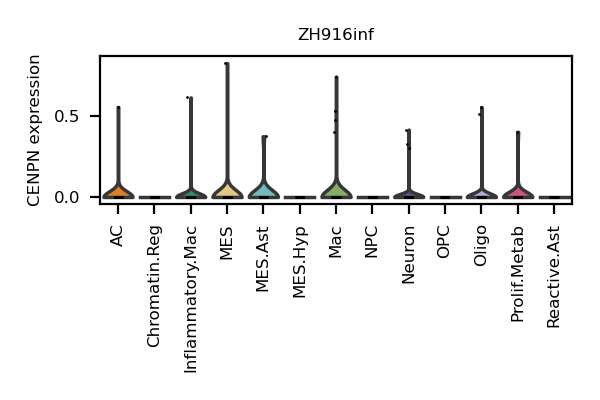 ZH916inf
CENPN expression
0.5
0.0
AC
Chromatin.Reg
Inflammatory.Mac
MES
MES.Ast
MES.Hyp
Mac
NPC
Neuron
OPC
Oligo
Prolif.Metab
Reactive.Ast